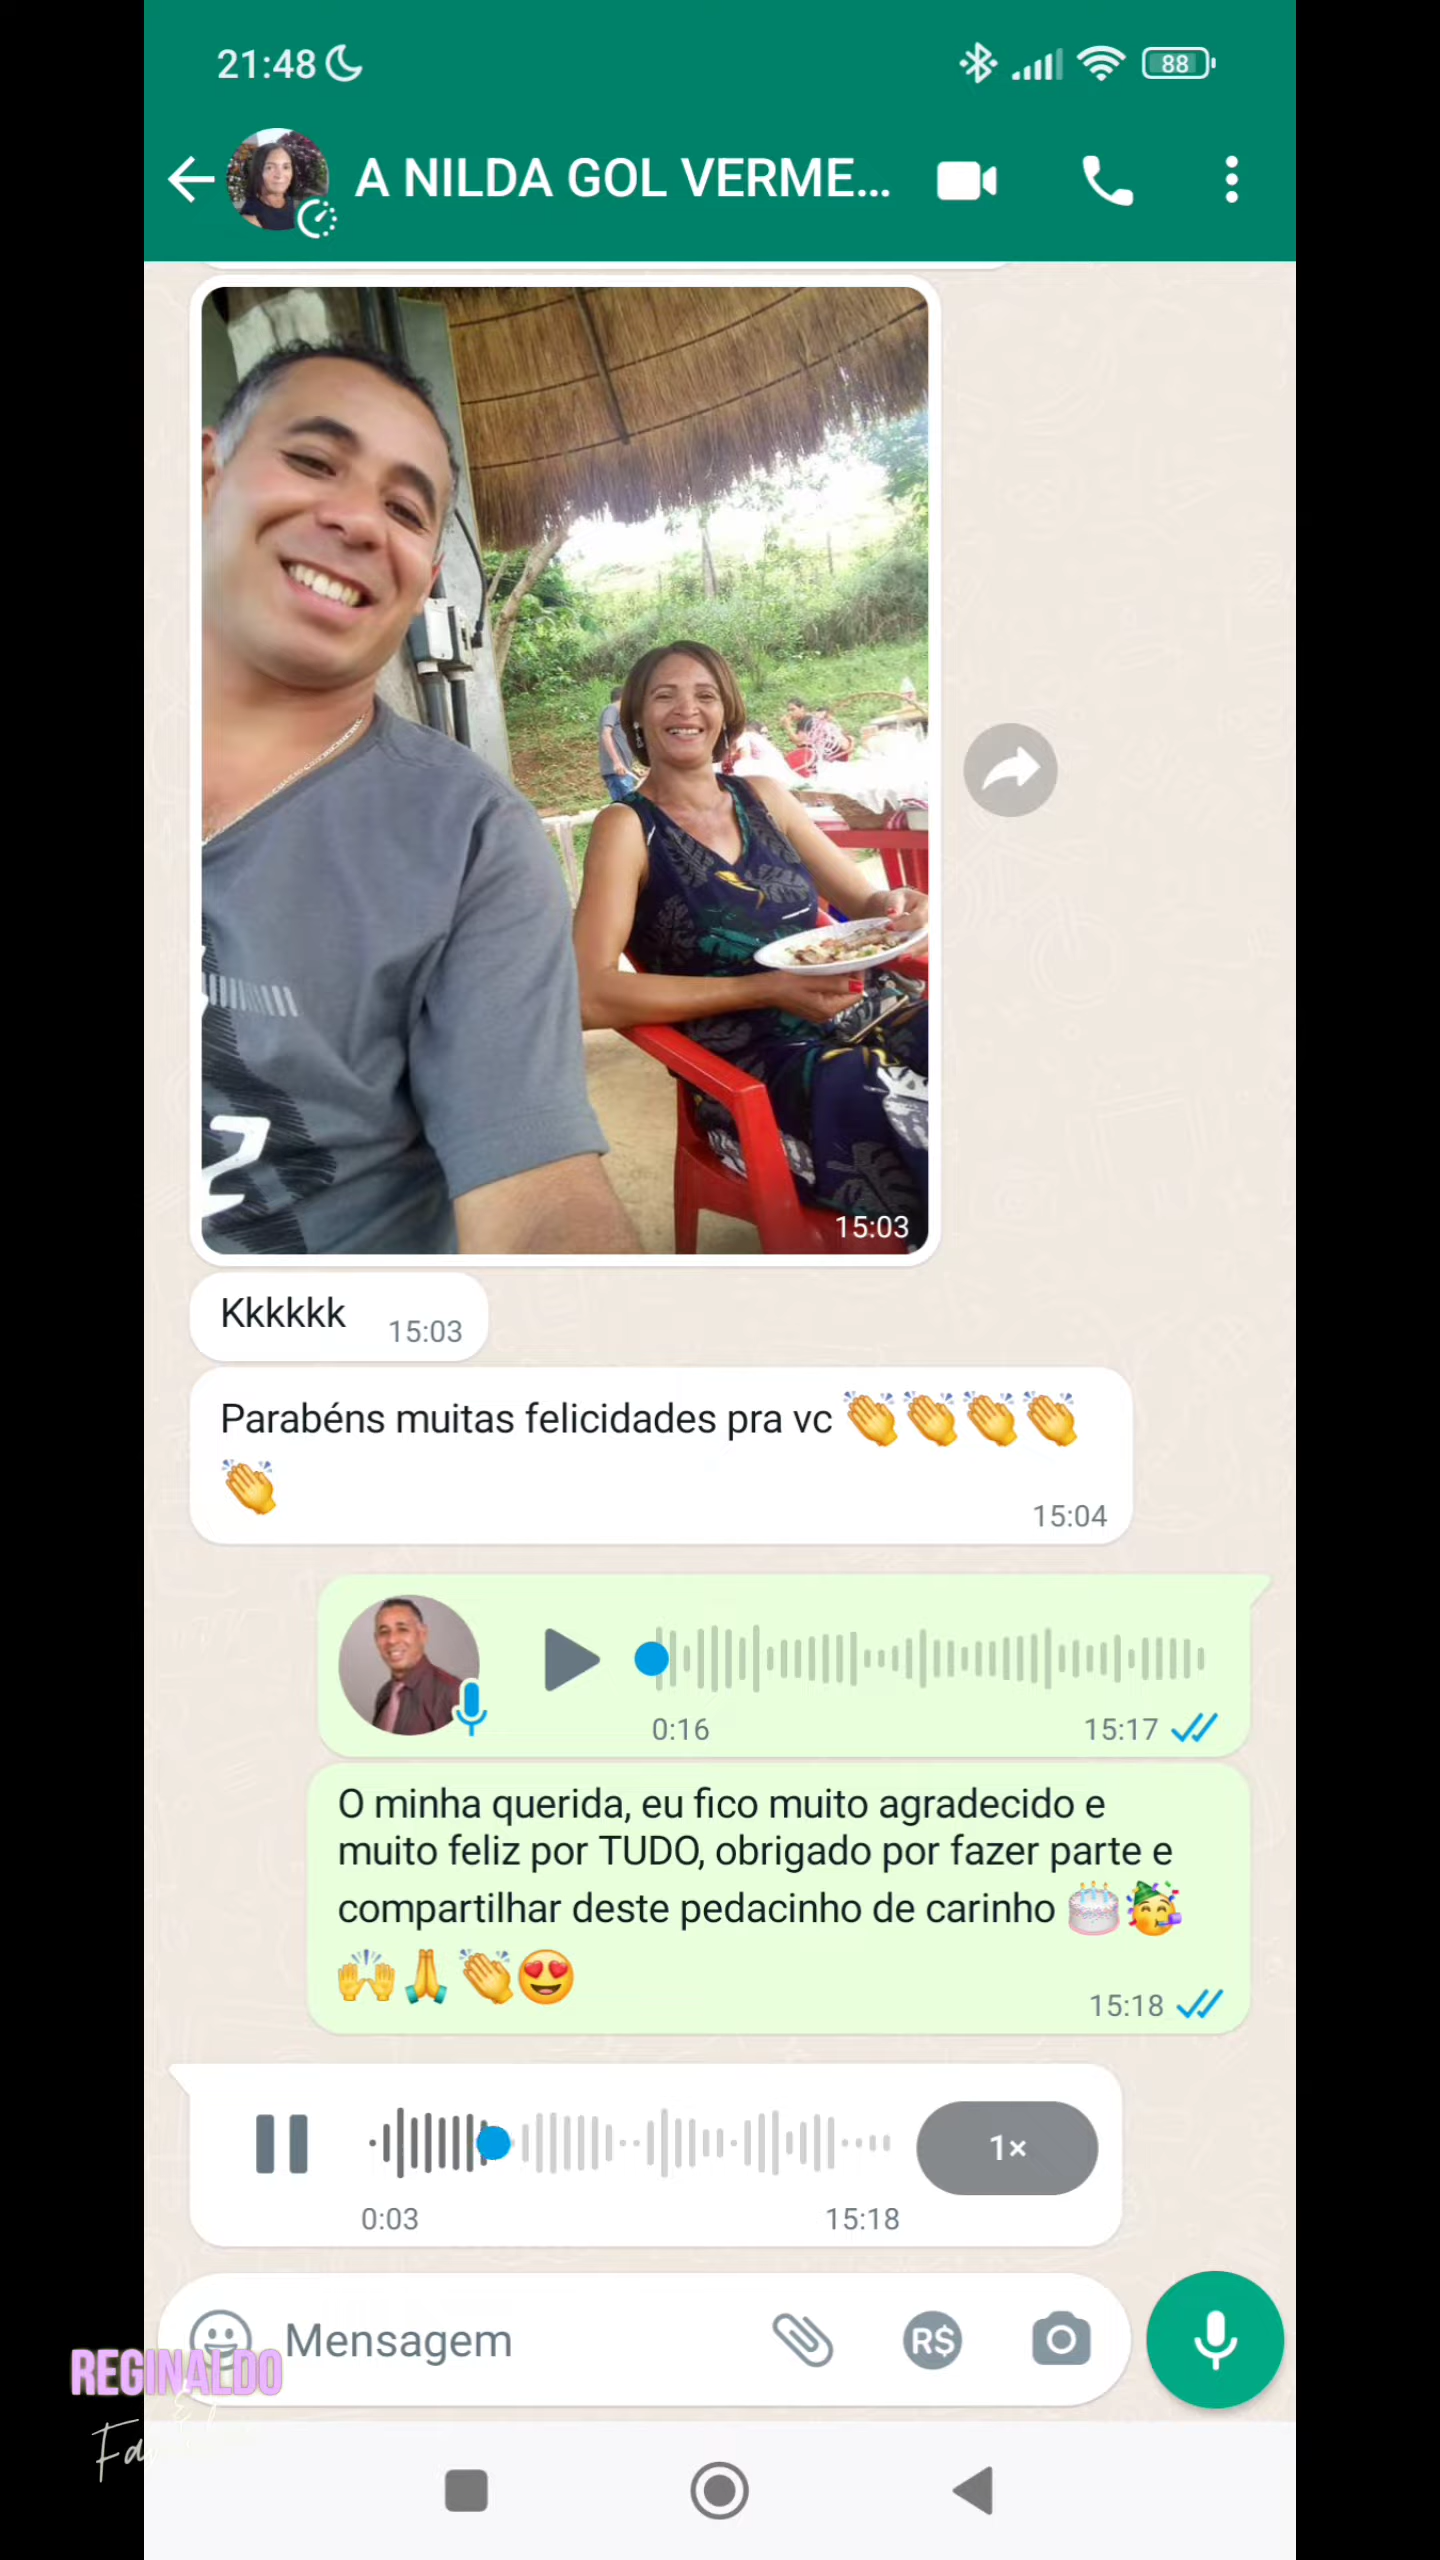 21:48
88
A NILDA GOL VERME...
15:03
Kkkkkk 15:03
Parabéns muitas felicidades pra vc 👏👏👏👏
👏
15:04
0:16 15:17
O minha querida, eu fico muito agradecido e
muito feliz por TUDO, obrigado por fazer parte e
compartilhar deste pedacinho de carinho 🎂🥳
🙌🙏👏😍
15:18
1×
0:03 15:18
Mensagem
R$
REGINALDO